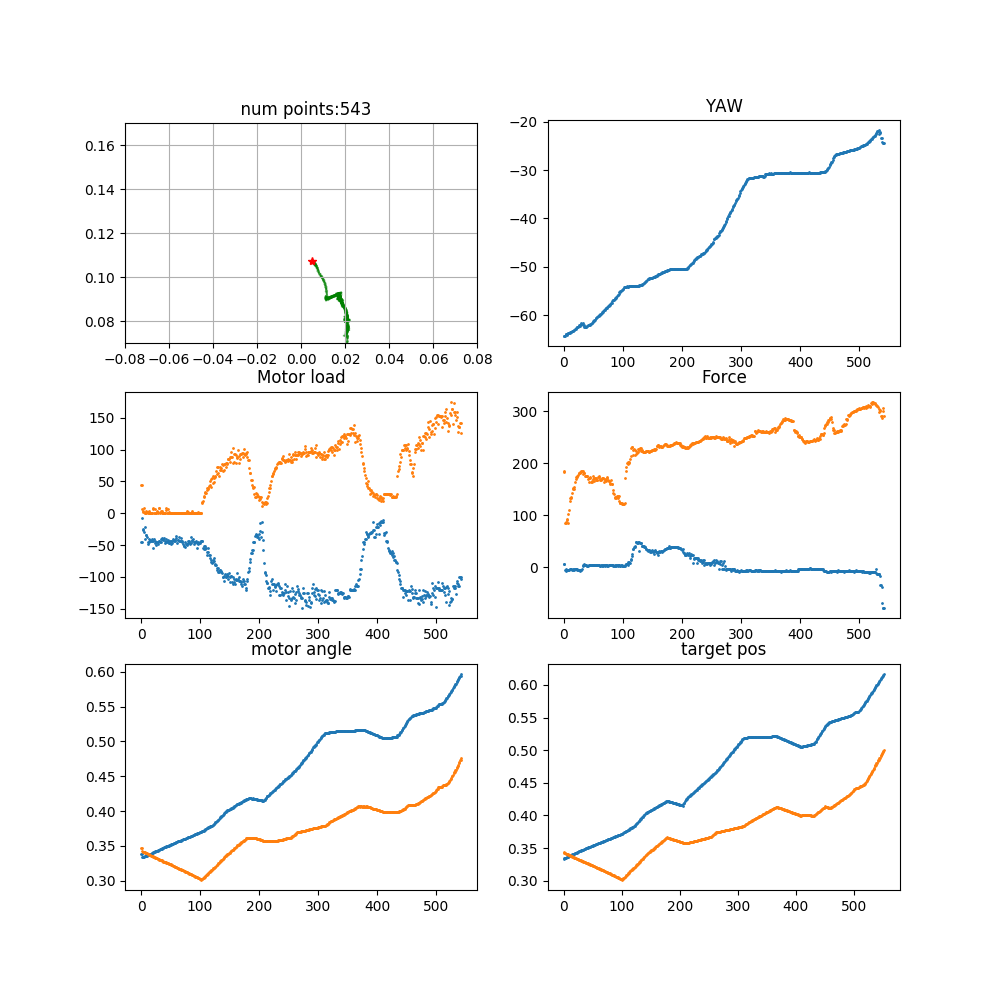 num points:543
0.16
0.14
0.12
0.10
0.08
−0.08 −0.06 −0.04 −0.02 0.00 0.02 0.04 0.06 0.08
YAW
−20
−30
−40
−50
−60
0 100 200 300 400 500
Motor load
150
100
50
0
−50
−100
−150
0 100 200 300 400 500
Force
300
200
100
0
0 100 200 300 400 500
motor angle
0.60
0.55
0.50
0.45
0.40
0.35
0.30
0 100 200 300 400 500
target pos
0.60
0.55
0.50
0.45
0.40
0.35
0.30
0 100 200 300 400 500